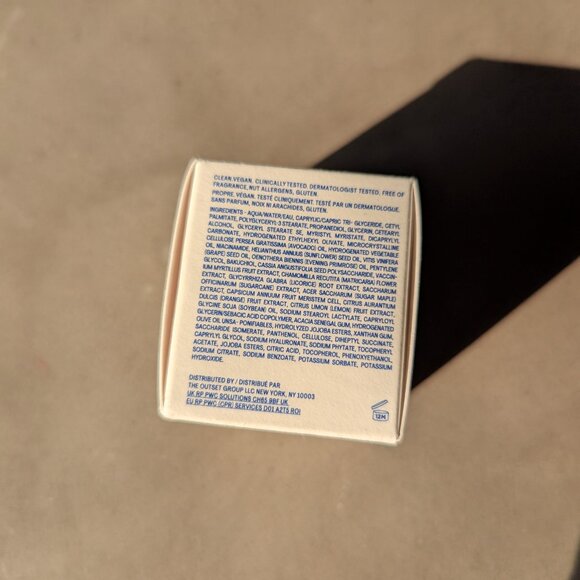 CLEAN.VEGAN. CLINICALLY TESTED. DERMATOLOGIST TESTED. FREE OF
FRAGRANCE, NUT ALLERGENS, GLUTEN.
PROPRE. VÉGAN. TESTÉ CLINIQUEMENT. TESTÉ PAR UN DERMATOLOGUE.
SANS PARFUM, NOIX NI ARACHIDES, GLUTEN.
INGREDIENTS - AQUA/WATER/EAU, CAPRYLIC/CAPRIC TRI- GLYCERIDE, CETYL
PALMITATE, POLYGLYCERYL-3 STEARATE, PROPANEDIOL, GLYCERIN, CETEARYL
ALCOHOL, GLYCERYL STEARATE SE, MYRISTYL MYRISTATE, DICAPRYLYL
CARBONATE, HYDROGENATED ETHYLHEXYL OLIVATE, MICROCRYSTALLINE
CELLULOSE PERSEA GRATISSIMA (AVOCADO) OIL, HYDROGENATED VEGETABLE
OIL, NIACINAMIDE, HELIANTHUS ANNUUS (SUNFLOWER) SEED OIL, VITIS VINIFERA
(GRAPE) SEED OIL, OENOTHERA BIENNIS (EVENING PRIMROSE) OIL, PENTYLENE
GLYCOL, BAKUCHIOL, CASSIA ANGUSTIFOLIA SEED POLYSACCHARIDE, VACCIN-
IUM MYRTILLUS FRUIT EXTRACT, CHAMOMILLA RECUTITA (MATRICARIA) FLOWER
EXTRACT, GLYCYRRHIZA GLABRA (LICORICE) ROOT EXTRACT, SACCHARUM
OFFICINARUM (SUGARCANE) EXTRACT, ACER SACCHARUM (SUGAR MAPLE)
EXTRACT, CAPSICUM ANNUUM FRUIT MERISTEM CELL, CITRUS AURANTIUM
DULCIS (ORANGE) FRUIT EXTRACT, CITRUS LIMON (LEMON) FRUIT EXTRACT,
GLYCINE SOJA (SOYBEAN) OIL, SODIUM STEAROYL LACTYLATE, CAPRYLOYL
GLYCERIN/SEBACIC ACID COPOLYMER, ACACIA SENEGAL GUM, HYDROGENATED
OLIVE OIL UNSA- PONIFIABLES, HYDROLYZED JOJOBA ESTERS, XANTHAN GUM,
SACCHARIDE ISOMERATE, PANTHENOL, CELLULOSE, DIHEPTYL SUCCINATE,
CAPRYLYL GLYCOL, SODIUM HYALURONATE, SODIUM PHYTATE, TOCOPHERYL
ACETATE, JOJOBA ESTERS, CITRIC ACID, TOCOPHEROL, PHENOXYETHANOL,
SODIUM CITRATE, SODIUM BENZOATE, POTASSIUM SORBATE, POTASSIUM
HYDROXIDE.
DISTRIBUTED BY / DISTRIBUÉ PAR
THE OUTSET GROUP LLC NEW YORK, NY 10003
UK RP PWC SOLUTIONS GH65 9BF UK
EU RP PWC (CPR) SERVICES D01 A2T5 ROI
12M